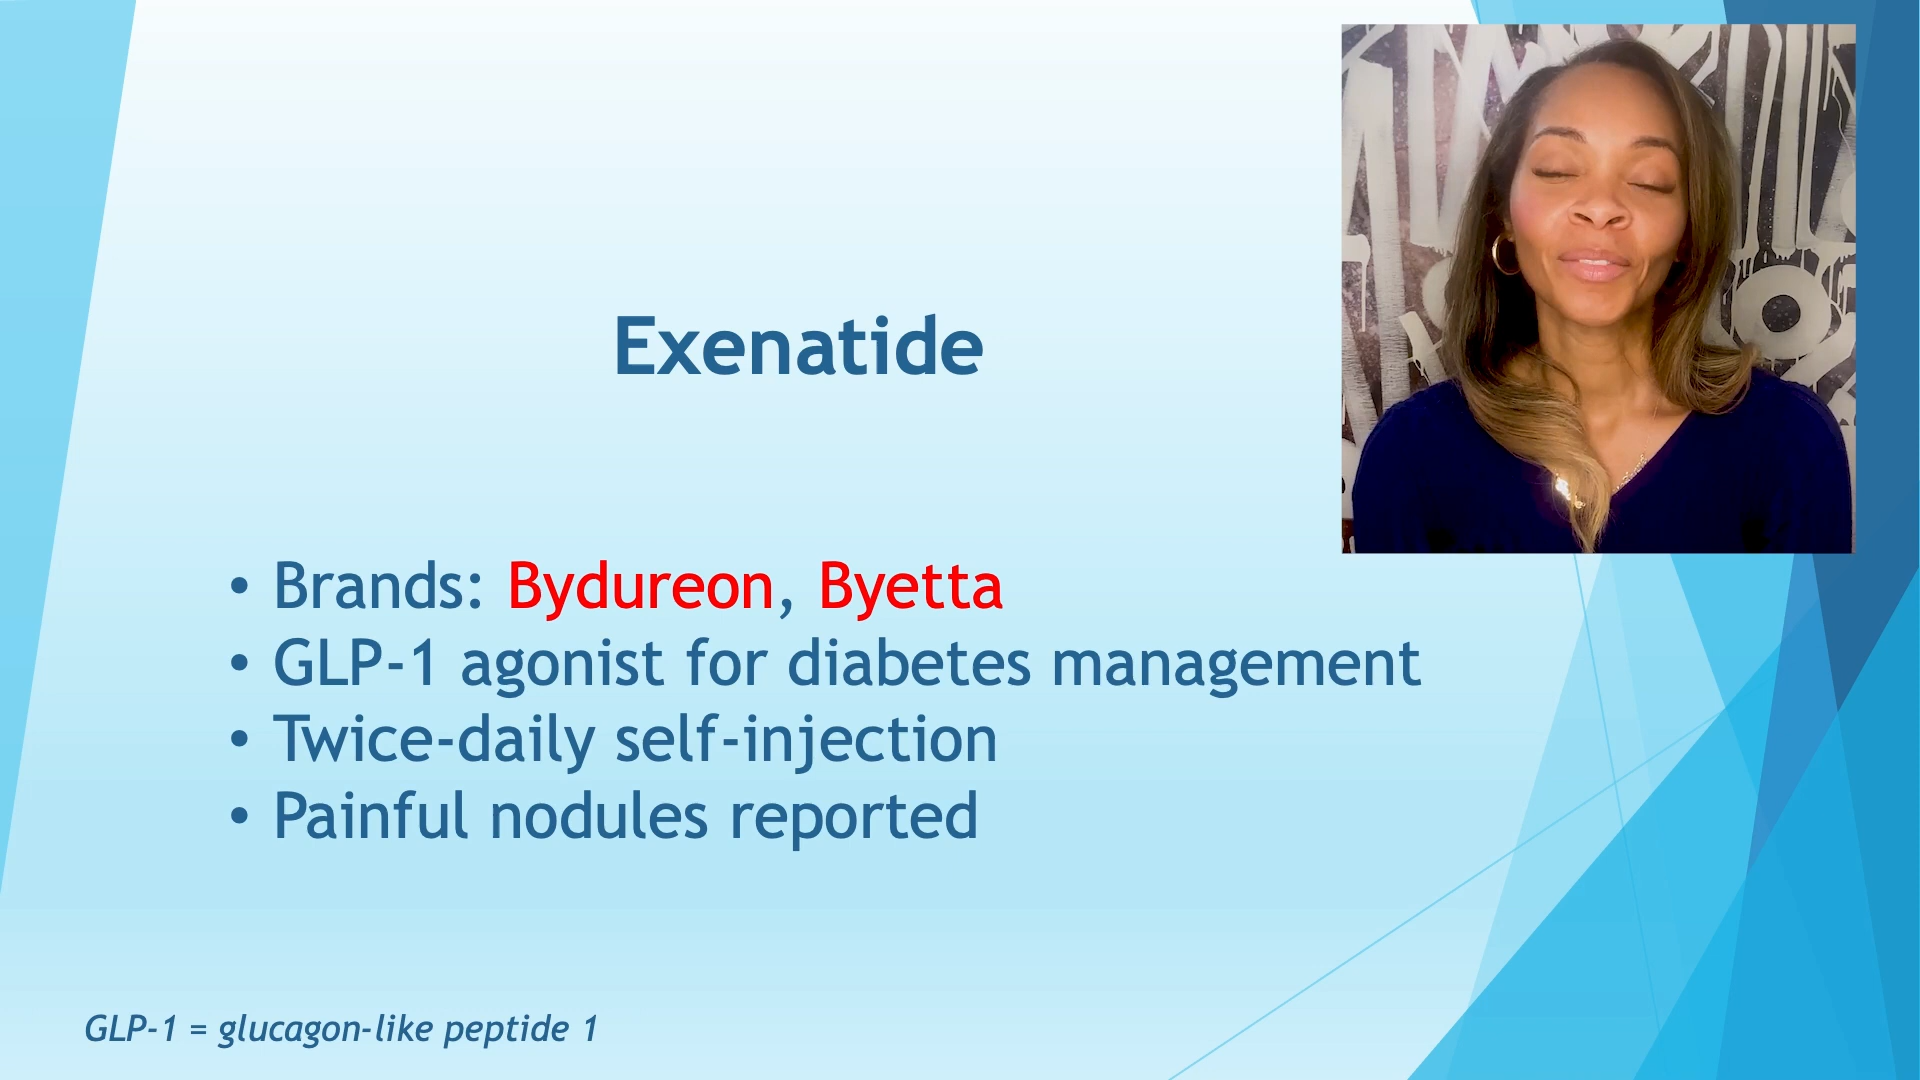 Exenatide
• Brands: Bydureon, Byetta
• GLP-1 agonist for diabetes management
• Twice-daily self-injection
• Painful nodules reported
GLP-1 = glucagon-like peptide 1